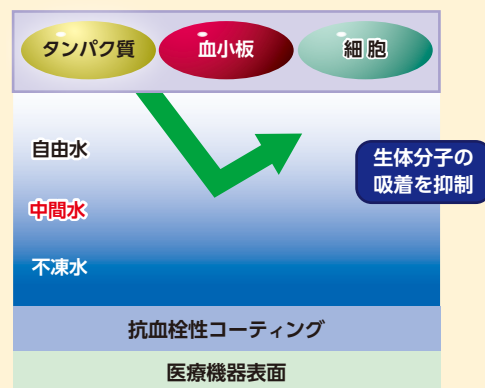 タンパク質
血小板
細胞
自由水
中間水
不凍水
生体分子の
吸着を抑制
抗血栓性コーティング
医療機器表面